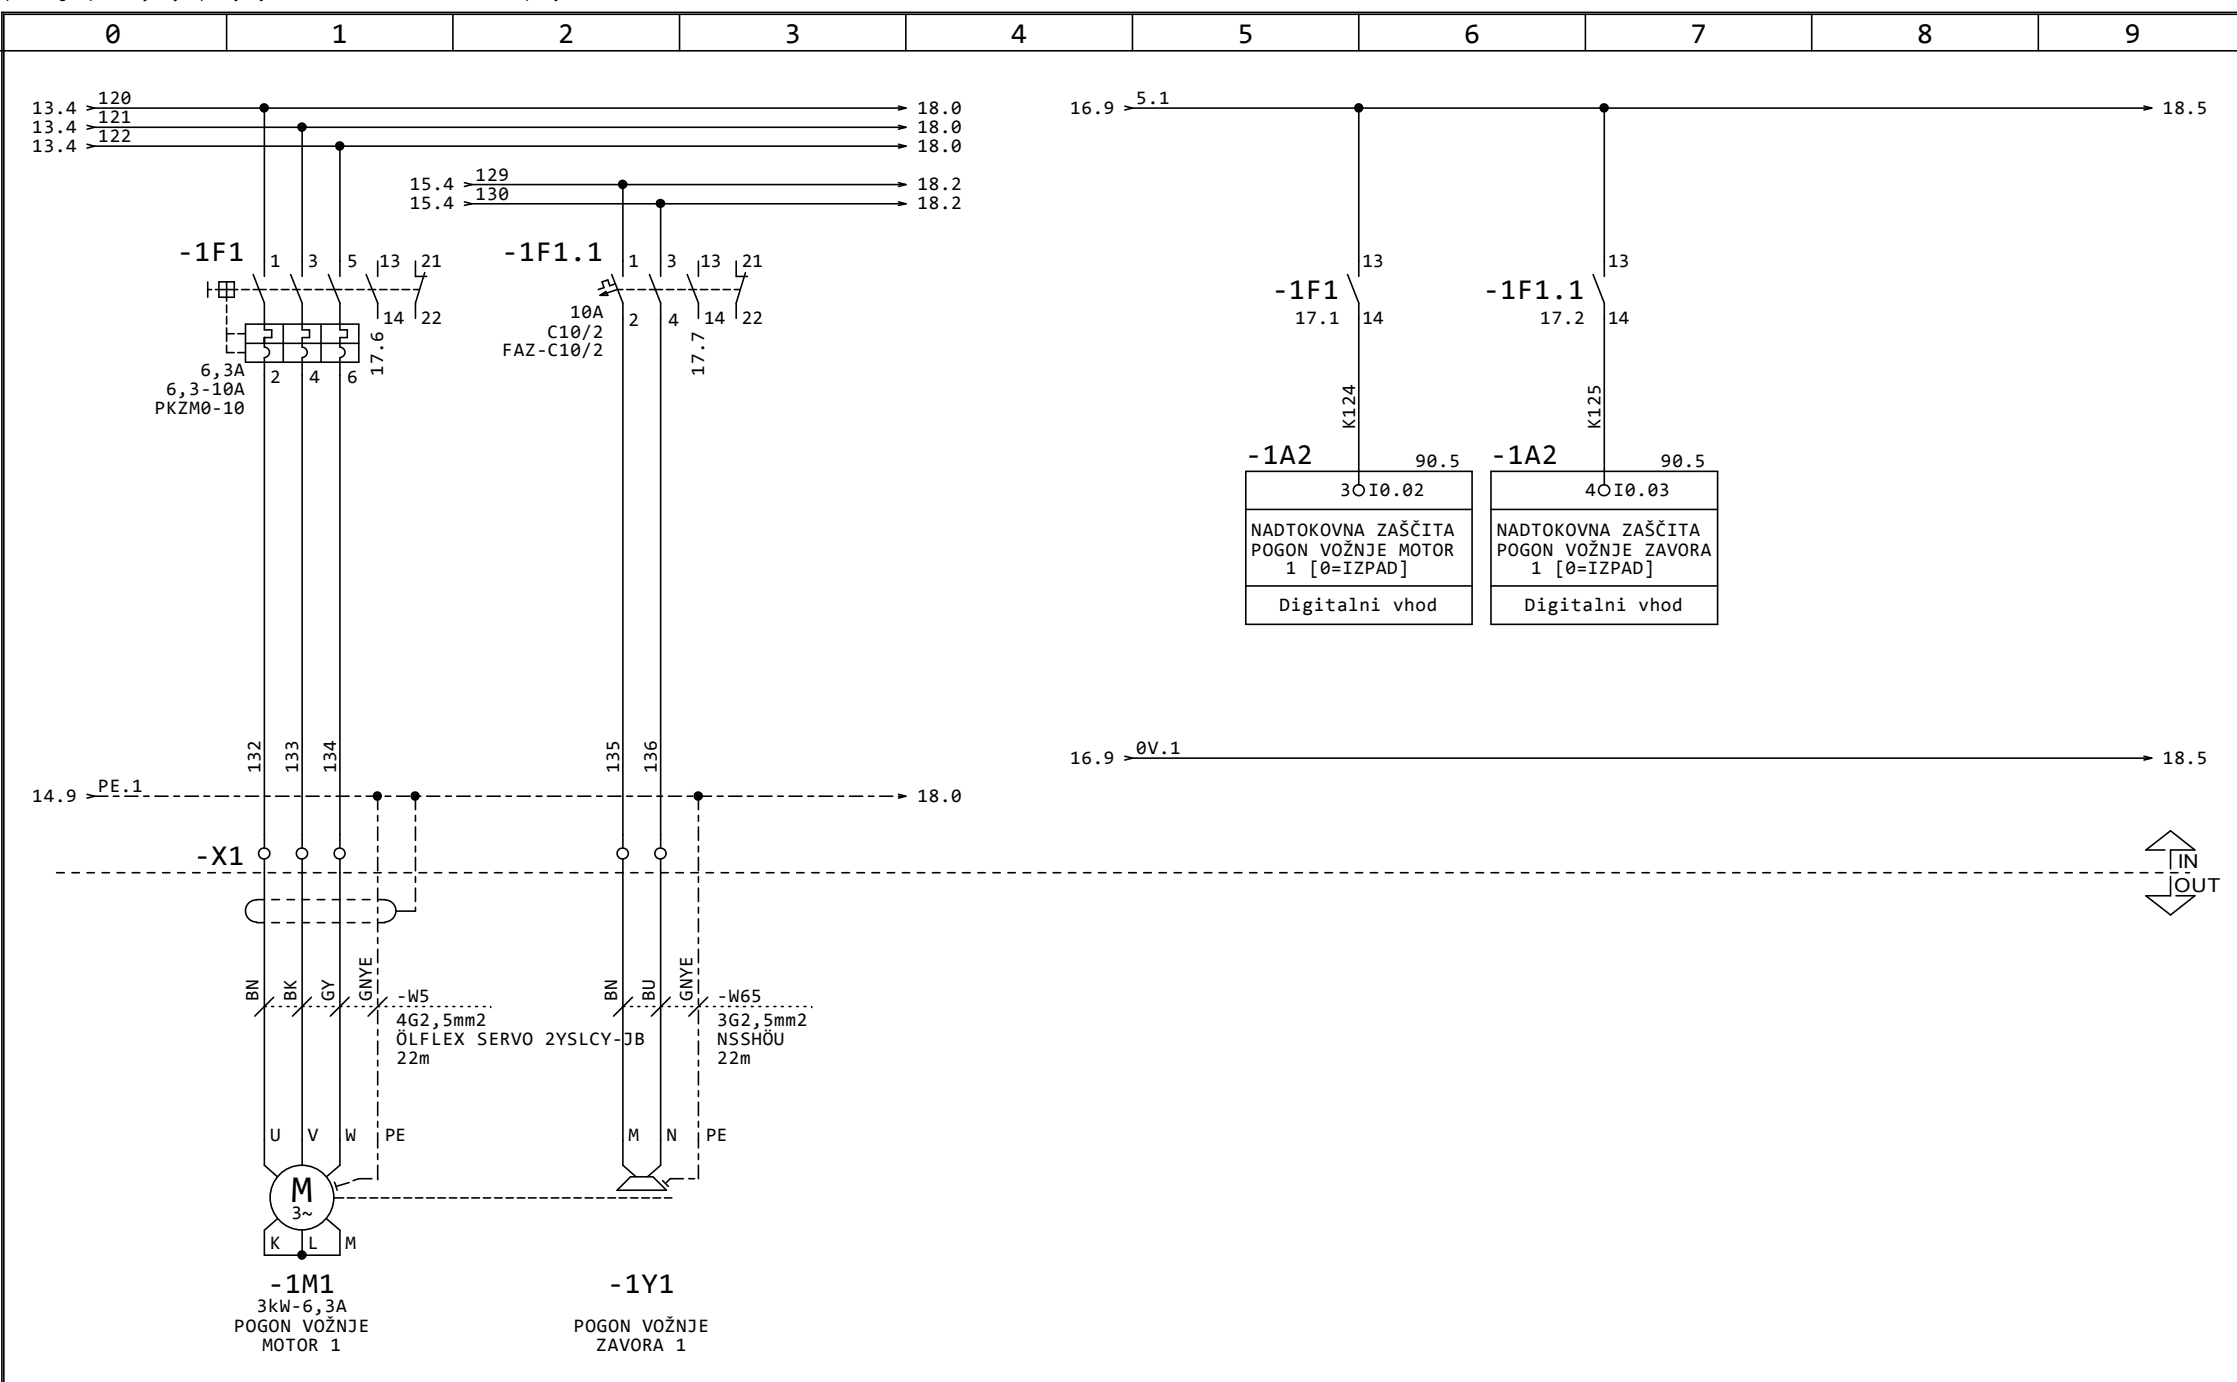 0 1 2 3 4 5 6 7 8 9
13.4 120 18.0
13.4 121 18.0
13.4 122 18.0
16.9 5.1 18.5
15.4 129 18.2
15.4 130 18.2
-1F1
1 3 5 13 21
14 22
17.6
2 4 6
6,3A
6,3-10A
PKZM0-10
-1F1.1
1 3 13 21
2 4 14 22
17.7
10A
C10/2
FAZ-C10/2
-1F1
13
17.1 14
K124
-1F1.1
13
17.2 14
K125
-1A2 90.5
3 I0.02
NADTOKOVNA ZAŠČITA
POGON VOŽNJE MOTOR
1 [0=IZPAD]
Digitalni vhod
-1A2 90.5
4 I0.03
NADTOKOVNA ZAŠČITA
POGON VOŽNJE ZAVORA
1 [0=IZPAD]
Digitalni vhod
132 133 134 135 136
16.9 0V.1 18.5
14.9 PE.1 18.0
-X1
IN
OUT
BN BK GY GNYE
-W5
4G2,5mm2
ÖLFLEX SERVO 2YSLCY-JB
22m
BN BU GNYE
-W65
3G2,5mm2
NSSHÖU
22m
U V W PE
M N PE
M
3~
K L M
-1M1
3kW-6,3A
POGON VOŽNJE
MOTOR 1
-1Y1
POGON VOŽNJE
ZAVORA 1